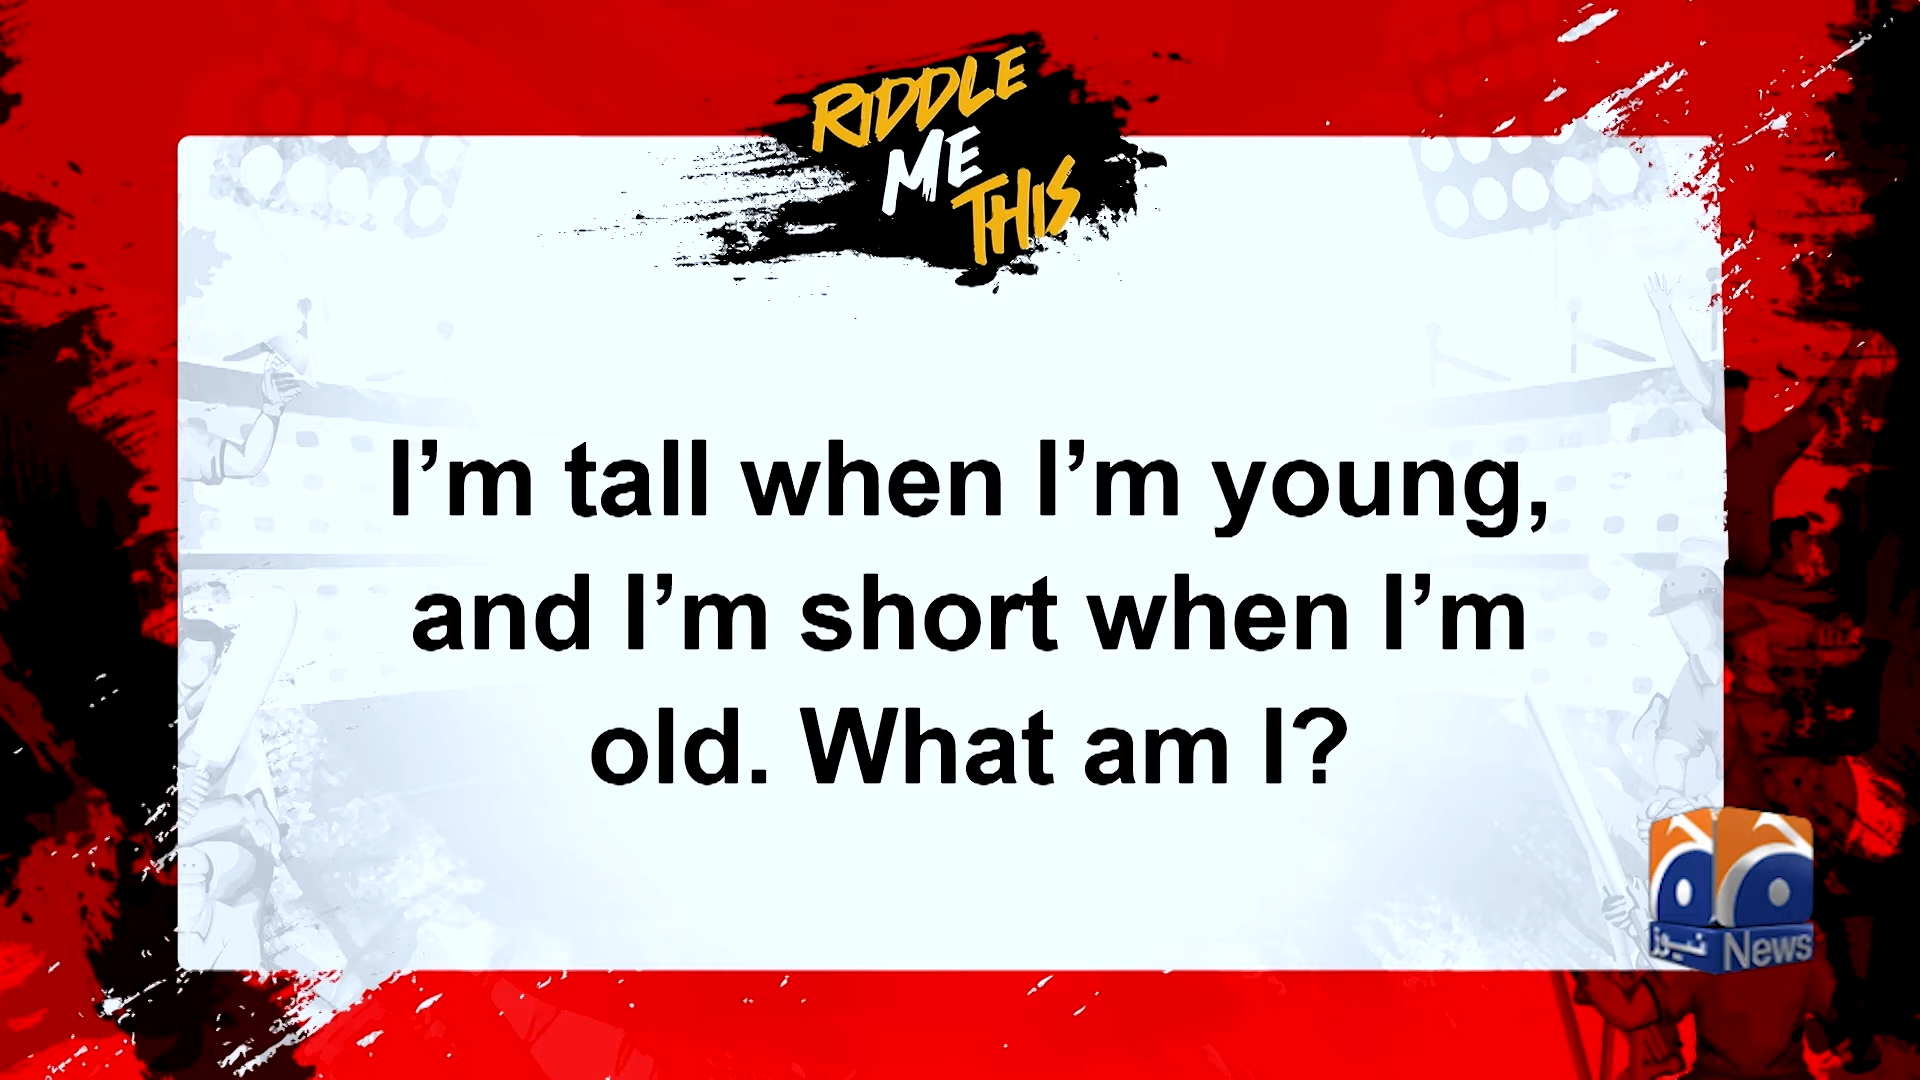 RIDDLE
ME
THIS
I’m tall when I’m young,
and I’m short when I’m
old. What am I?
نیوز News